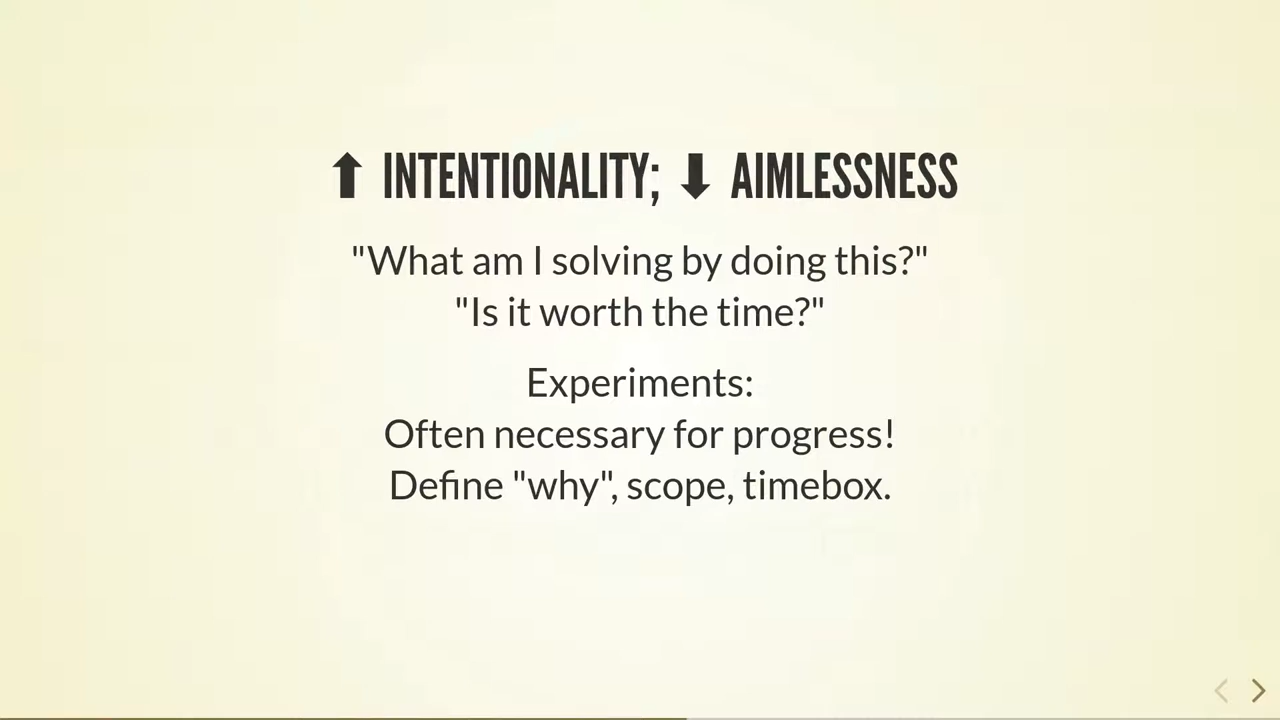 ⬆ INTENTIONALITY; ⬇ AIMLESSNESS
"What am I solving by doing this?"
"Is it worth the time?"
Experiments:
Often necessary for progress!
Define "why", scope, timebox.